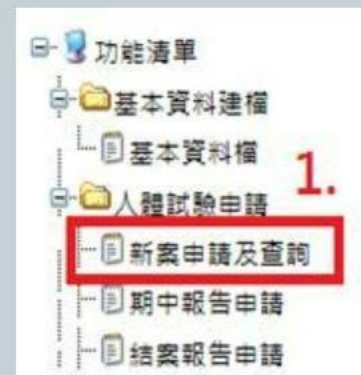 功能清單
基本資料建檔
基本資料檔
1.
人體試驗申請
新案申請及查詢
期中報告申請
結案報告申請